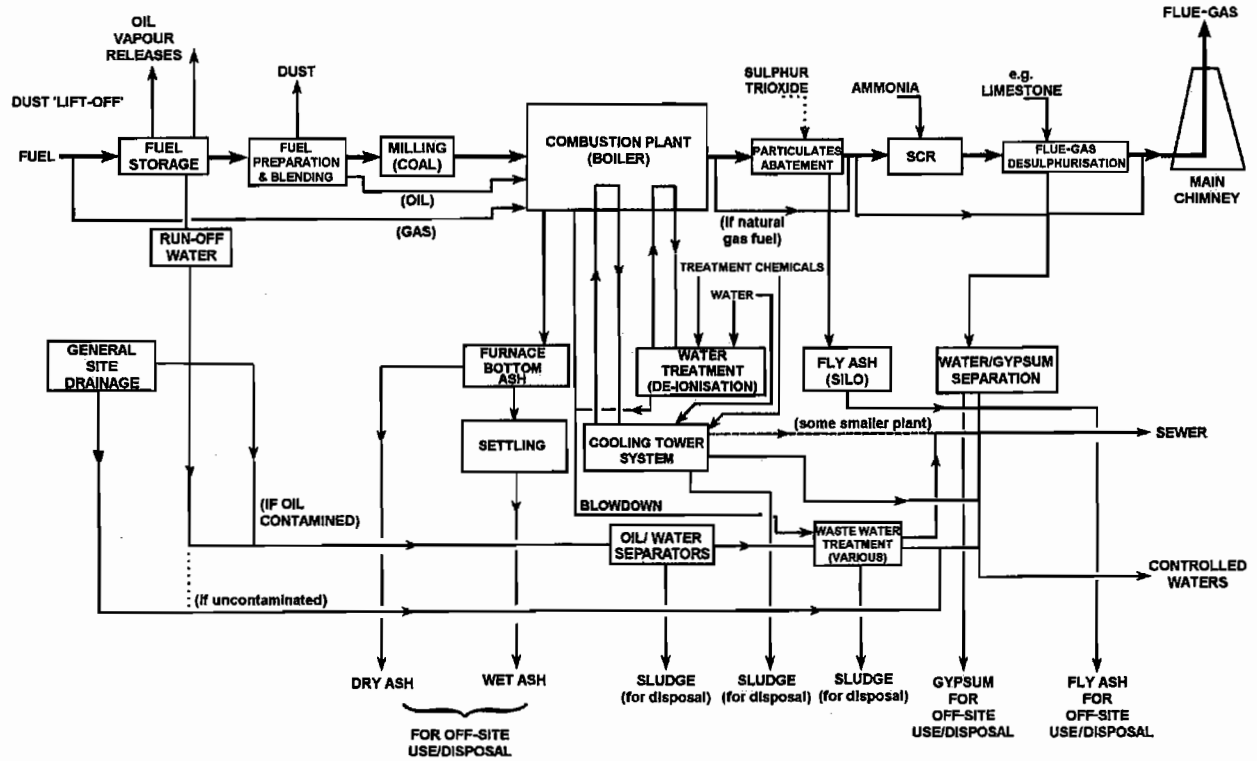 FLUE-GAS
OIL
VAPOUR
RELEASES
DUST
SULPHUR
TRIOXIDE
AMMONIA
e.g.
LIMESTONE
DUST 'LIFT-OFF'
FUEL
FUEL
STORAGE
FUEL
PREPARATION
& BLENDING
MILLING
(COAL)
COMBUSTION PLANT
(BOILER)
PARTICULATES
ABATEMENT
SCR
FLUE-GAS
DESULPHURISATION
MAIN
CHIMNEY
(OIL)
(GAS)
(If natural
gas fuel)
RUN-OFF
WATER
TREATMENT CHEMICALS
WATER
GENERAL
SITE
DRAINAGE
FURNACE
BOTTOM
ASH
WATER
TREATMENT
(DE-IONISATION)
FLY ASH
(SILO)
WATER/GYPSUM
SEPARATION
SETTLING
COOLING TOWER
SYSTEM
(some smaller plant)
SEWER
(IF OIL
CONTAMINED)
BLOWDOWN
OIL/ WATER
SEPARATORS
WASTE WATER
TREATMENT
(VARIOUS)
CONTROLLED
WATERS
(if uncontaminated)
DRY ASH
WET ASH
FOR OFF-SITE
USE/DISPOSAL
SLUDGE
(for disposal)
SLUDGE
(for disposal)
SLUDGE
(for disposal)
GYPSUM
FOR
OFF-SITE
USE/DISPOSAL
FLY ASH
FOR
OFF-SITE
USE/DISPOSAL